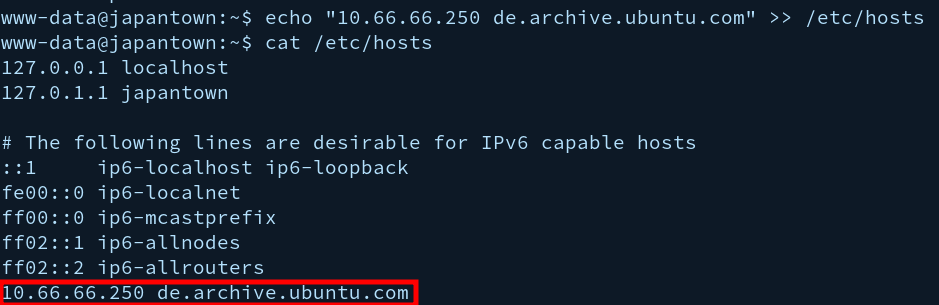 www-data@japantown:~$ echo "10.66.66.250 de.archive.ubuntu.com" >> /etc/hosts
www-data@japantown:~$ cat /etc/hosts
127.0.0.1 localhost
127.0.1.1 japantown
# The following lines are desirable for IPv6 capable hosts
::1     ip6-localhost ip6-loopback
fe00::0 ip6-localnet
ff00::0 ip6-mcastprefix
ff02::1 ip6-allnodes
ff02::2 ip6-allrouters
10.66.66.250 de.archive.ubuntu.com